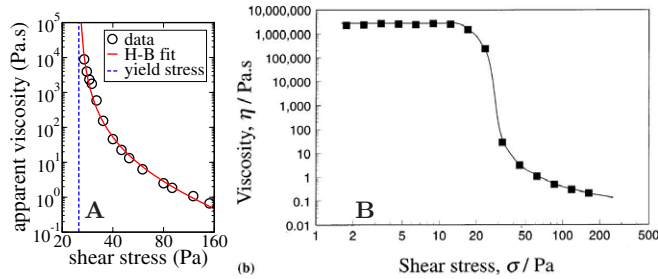 apparent viscosity (Pa.s)
10^5
10^4
10^3
10^2
10^1
10^0
10^-1
data
H-B fit
yield stress
A
20 40 80 160
shear stress (Pa)
Viscosity, η / Pa.s
10,000,000
1,000,000
100,000
10,000
1,000
100
10
1
0.1
0.01
B
1 2 5 10 20 50 100 200 500
(b) Shear stress, σ / Pa